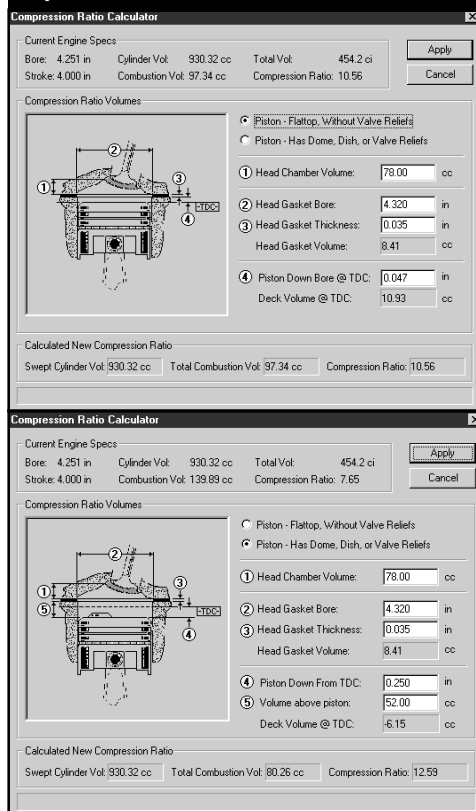 Compression Ratio Calculator
Current Engine Specs
Bore: 4.251 in Cylinder Vol: 930.32 cc Total Vol: 454.2 ci
Stroke: 4.000 in Combustion Vol: 97.34 cc Compression Ratio: 10.56
Apply
Cancel
Compression Ratio Volumes
Piston - Flattop, Without Valve Reliefs
Piston - Has Dome, Dish, or Valve Reliefs
① Head Chamber Volume: 78.00 cc
② Head Gasket Bore: 4.320 in
③ Head Gasket Thickness: 0.035 in
Head Gasket Volume: 8.41 cc
④ Piston Down Bore @ TDC: 0.047 in
Deck Volume @ TDC: 10.93 cc
②
①
③
-TDC-
④
Calculated New Compression Ratio
Swept Cylinder Vol: 930.32 cc Total Combustion Vol: 97.34 cc Compression Ratio: 10.56
Compression Ratio Calculator
Current Engine Specs
Bore: 4.251 in Cylinder Vol: 930.32 cc Total Vol: 454.2 ci
Stroke: 4.000 in Combustion Vol: 139.89 cc Compression Ratio: 7.65
Apply
Cancel
Compression Ratio Volumes
Piston - Flattop, Without Valve Reliefs
Piston - Has Dome, Dish, or Valve Reliefs
① Head Chamber Volume: 78.00 cc
② Head Gasket Bore: 4.320 in
③ Head Gasket Thickness: 0.035 in
Head Gasket Volume: 8.41 cc
④ Piston Down From TDC: 0.250 in
⑤ Volume above piston: 52.00 cc
Deck Volume @ TDC: -6.15 cc
②
①
③
⑤
-TDC-
④
Calculated New Compression Ratio
Swept Cylinder Vol: 930.32 cc Total Combustion Vol: 80.26 cc Compression Ratio: 12.59